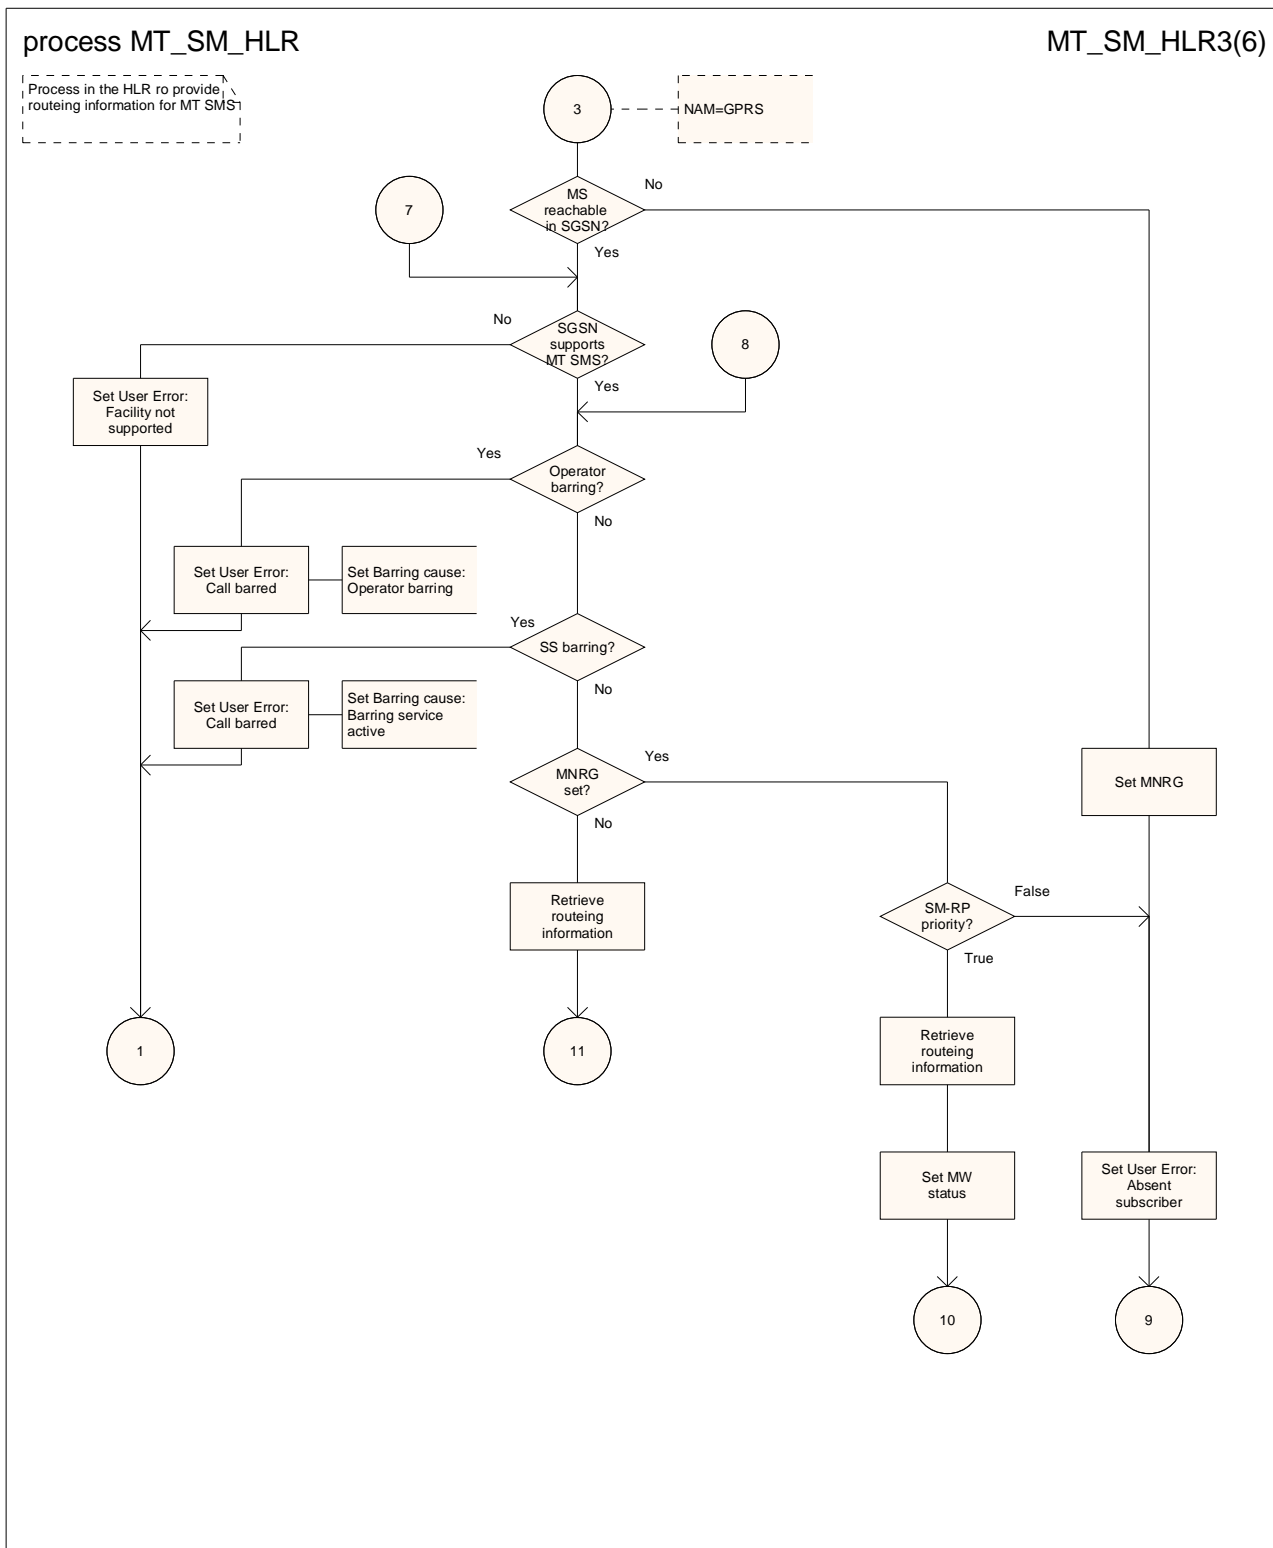 process MT_SM_HLR
MT_SM_HLR3(6)
Process in the HLR ro provide
routeing information for MT SMS
3
NAM=GPRS
MS
reachable
in SGSN?
No
Yes
7
SGSN
supports
MT SMS?
No
Yes
8
Set User Error:
Facility not
supported
Operator
barring?
Yes
No
Set User Error:
Call barred
Set Barring cause:
Operator barring
SS barring?
Yes
No
Set User Error:
Call barred
Set Barring cause:
Barring service
active
MNRG
set?
Yes
No
Set MNRG
Retrieve
routeing
information
SM-RP
priority?
False
True
1
11
Retrieve
routeing
information
Set MW
status
Set User Error:
Absent
subscriber
10
9